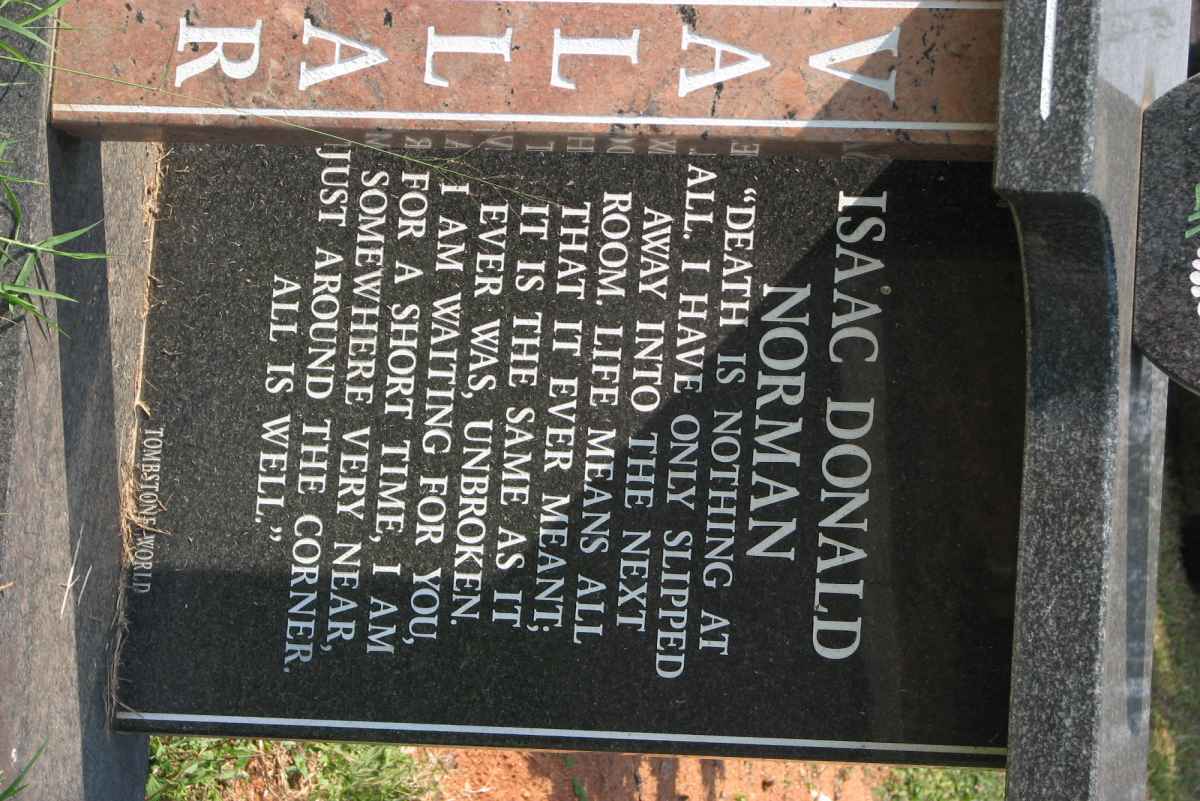 VALLAR
ISAAC DONALD
NORMAN
“DEATH IS NOTHING AT
ALL. I HAVE ONLY SLIPPED
AWAY INTO THE NEXT
ROOM. LIFE MEANS ALL
THAT IT EVER MEANT;
IT IS THE SAME AS IT
EVER WAS, UNBROKEN.
I AM WAITING FOR YOU,
FOR A SHORT TIME, I AM
SOMEWHERE VERY NEAR,
JUST AROUND THE CORNER.
ALL IS WELL.”
TOMBSTONE WORLD